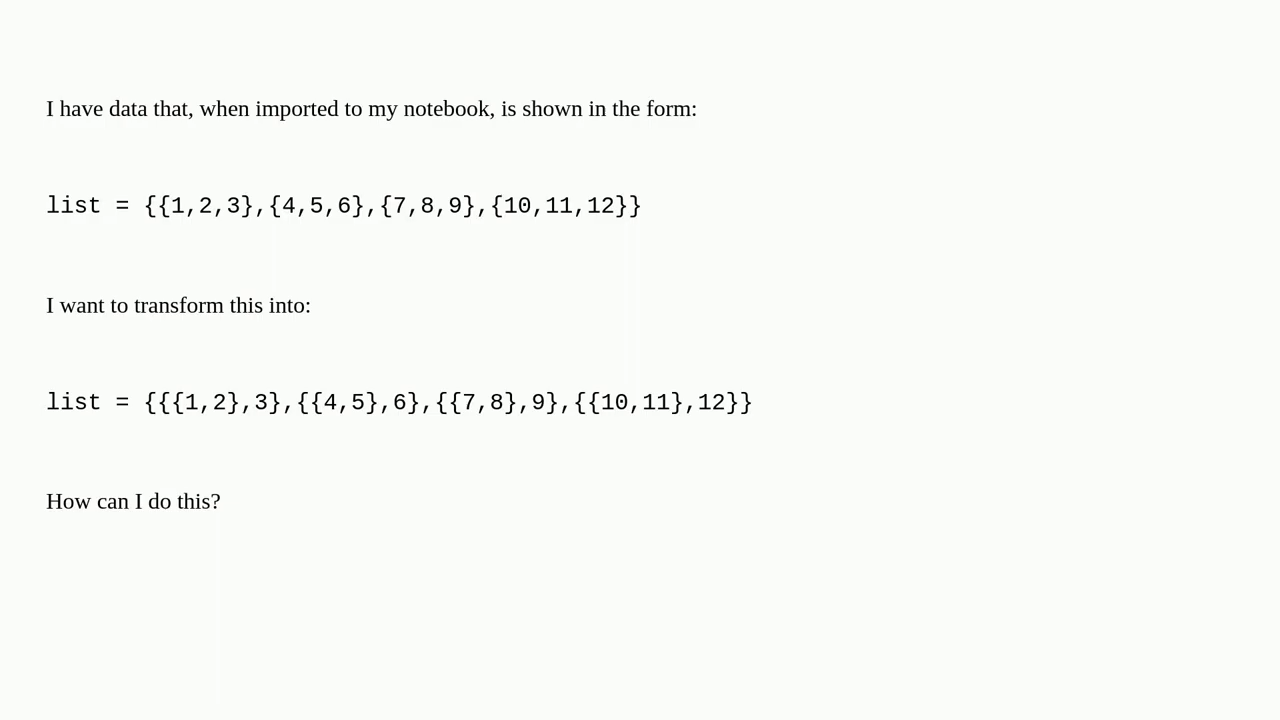 I have data that, when imported to my notebook, is shown in the form:
list = {{1,2,3},{4,5,6},{7,8,9},{10,11,12}}
I want to transform this into:
list = {{{1,2},3},{{4,5},6},{{7,8},9},{{10,11},12}}
How can I do this?